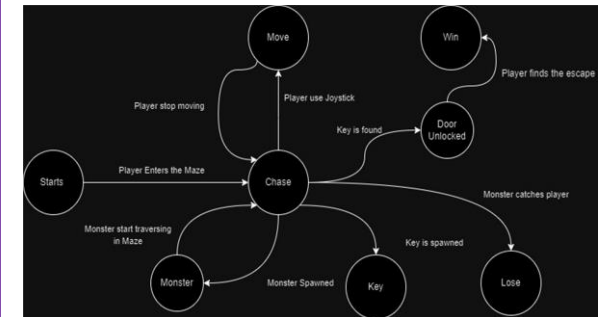 Move
Win
Player finds the escape
Player stop moving
Player use Joystick
Key is found
Door
Unlocked
Starts
Player Enters the Maze
Chase
Monster catches player
Monster start traversing
in Maze
Key is spawned
Monster
Monster Spawned
Key
Lose